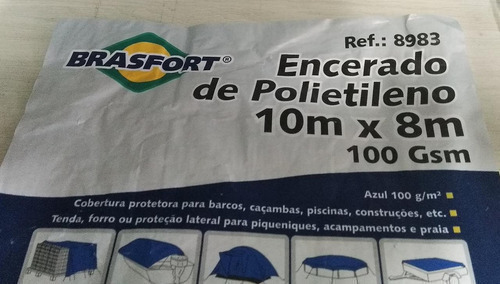 BRASFORT®
Ref.: 8983
Encerado
de Polietileno
10m x 8m
100 Gsm
Azul 100 g/m²
Cobertura protetora para barcos, caçambas, piscinas, construções, etc.
Tenda, forro ou proteção lateral para piqueniques, acampamentos e praia